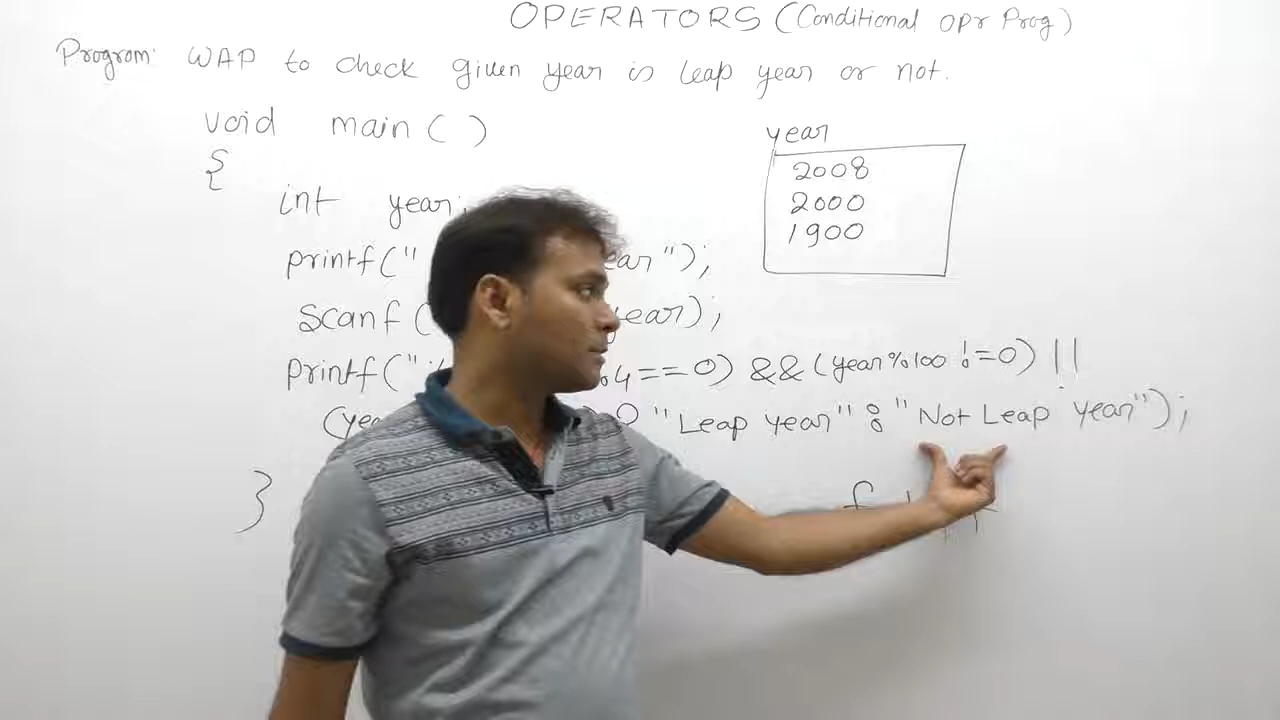 OPERATORS (Conditional Opr Prog)
Program: WAP to check given year is leap year or not.
void main ( )
{
int year;
year
2008
2000
1900
printf("          ear");
scanf (          year);
printf("          %4==0) && (year%100 !=0) ||
(yea          "Leap year" : "Not Leap year");
}